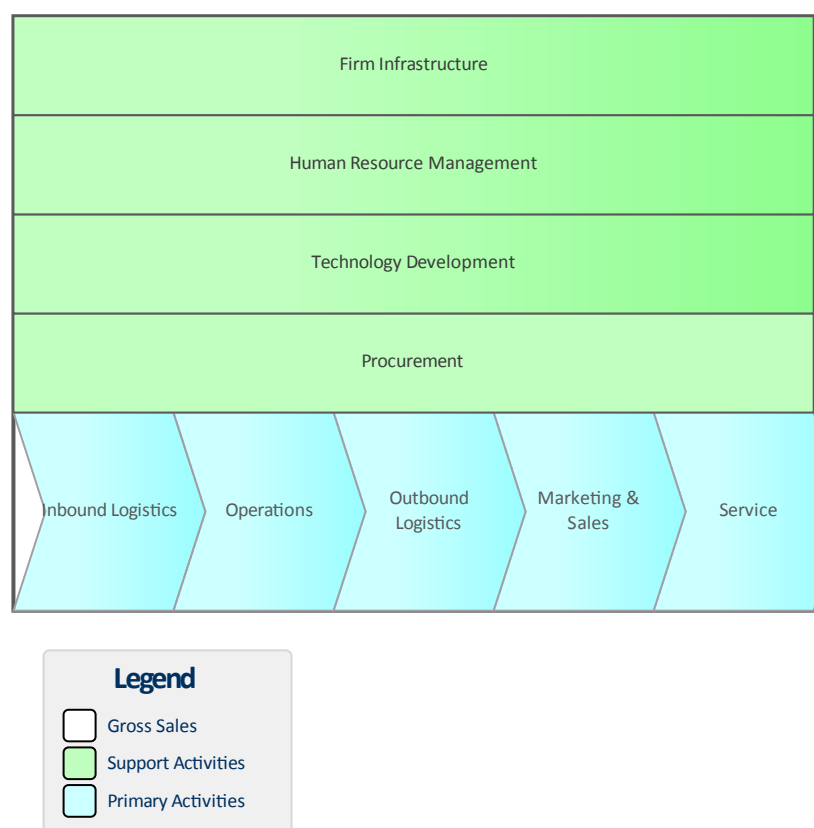 Firm Infrastructure
Human Resource Management
Technology Development
Procurement
Inbound Logistics
Operations
Outbound
Logistics
Marketing &
Sales
Service
Legend
Gross Sales
Support Activities
Primary Activities